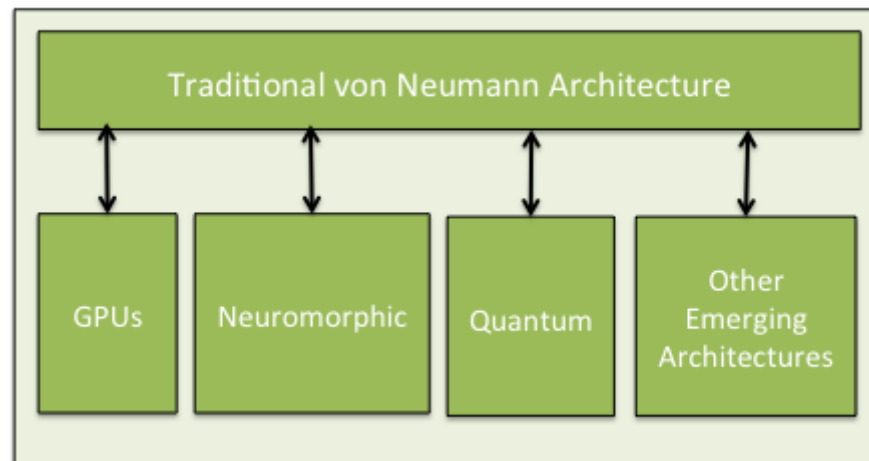 Traditional von Neumann Architecture
GPUs
Neuromorphic
Quantum
Other
Emerging
Architectures